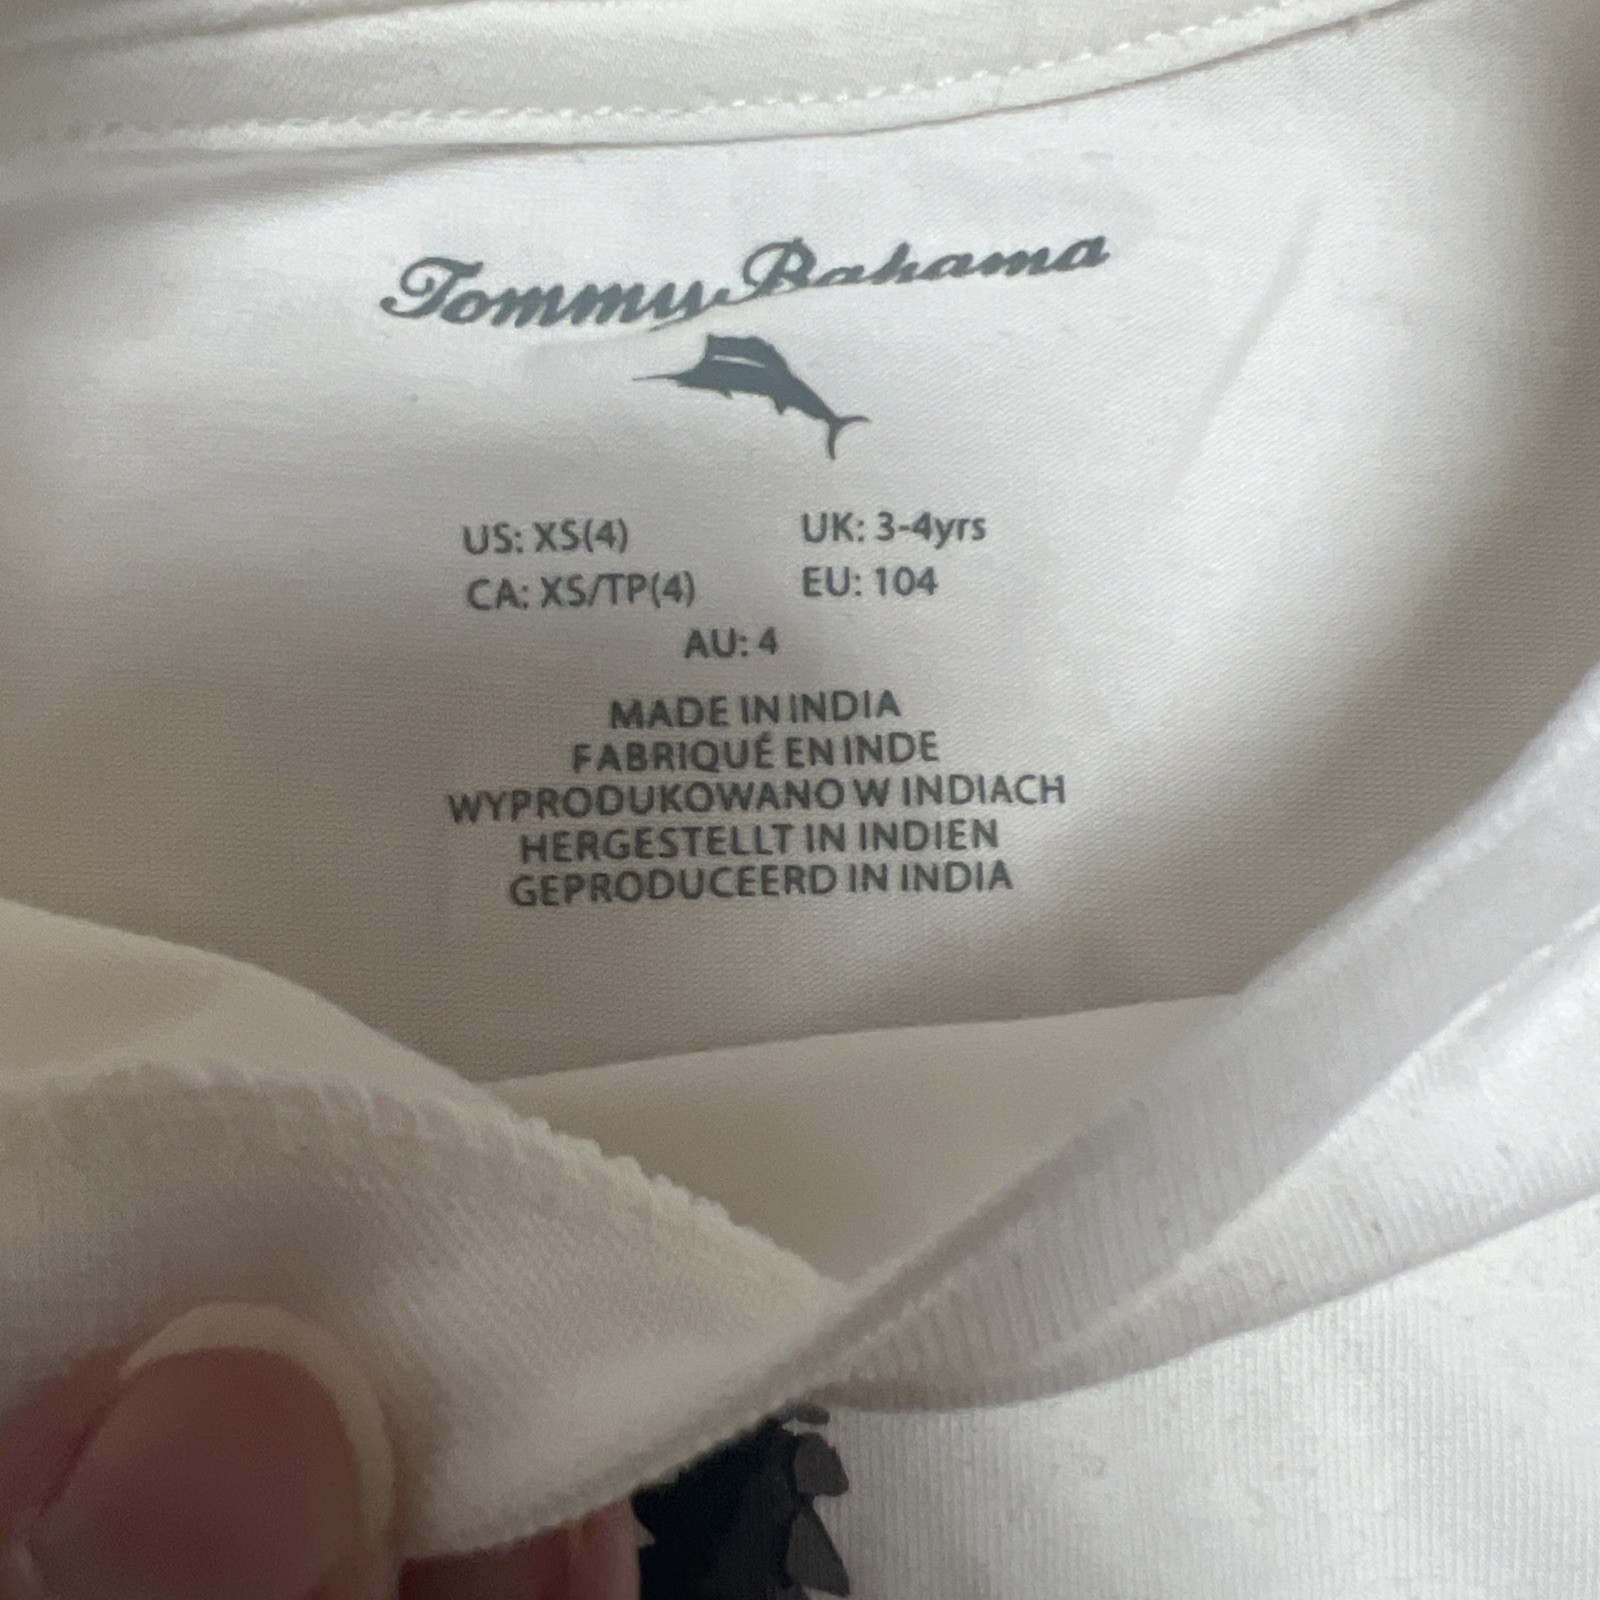 Tommy Bahama
US: XS(4) UK: 3-4yrs
CA: XS/TP(4) EU: 104
AU: 4
MADE IN INDIA
FABRIQUÉ EN INDE
WYPRODUKOWANO W INDIACH
HERGESTELLT IN INDIEN
GEPRODUCEERD IN INDIA